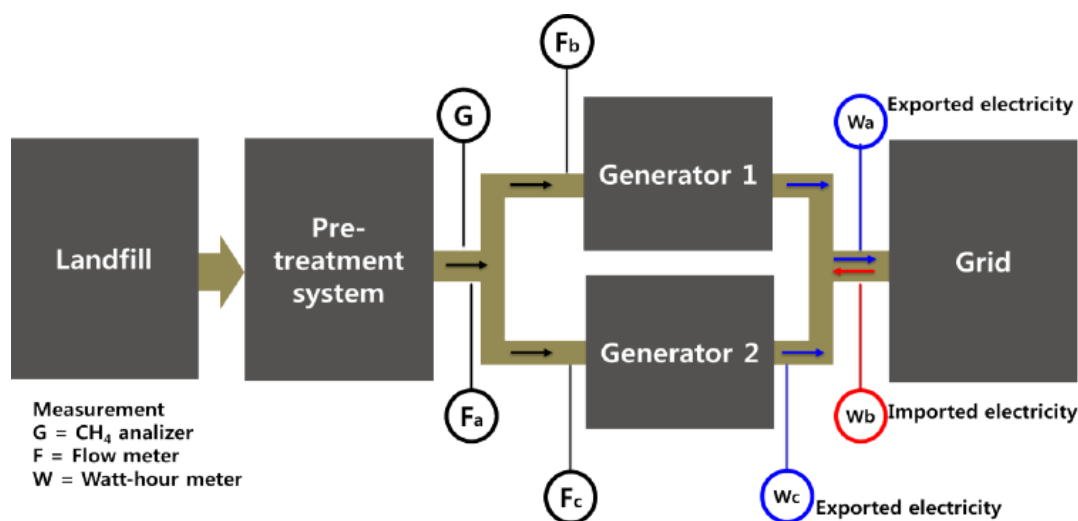 Fb
G
Wa
Exported electricity
Generator 1
Landfill
Pre-
treatment
system
Grid
Generator 2
Measurement
G = CH₄ analizer
F = Flow meter
W = Watt-hour meter
Fa
Wb
Imported electricity
Fc
Wc
Exported electricity